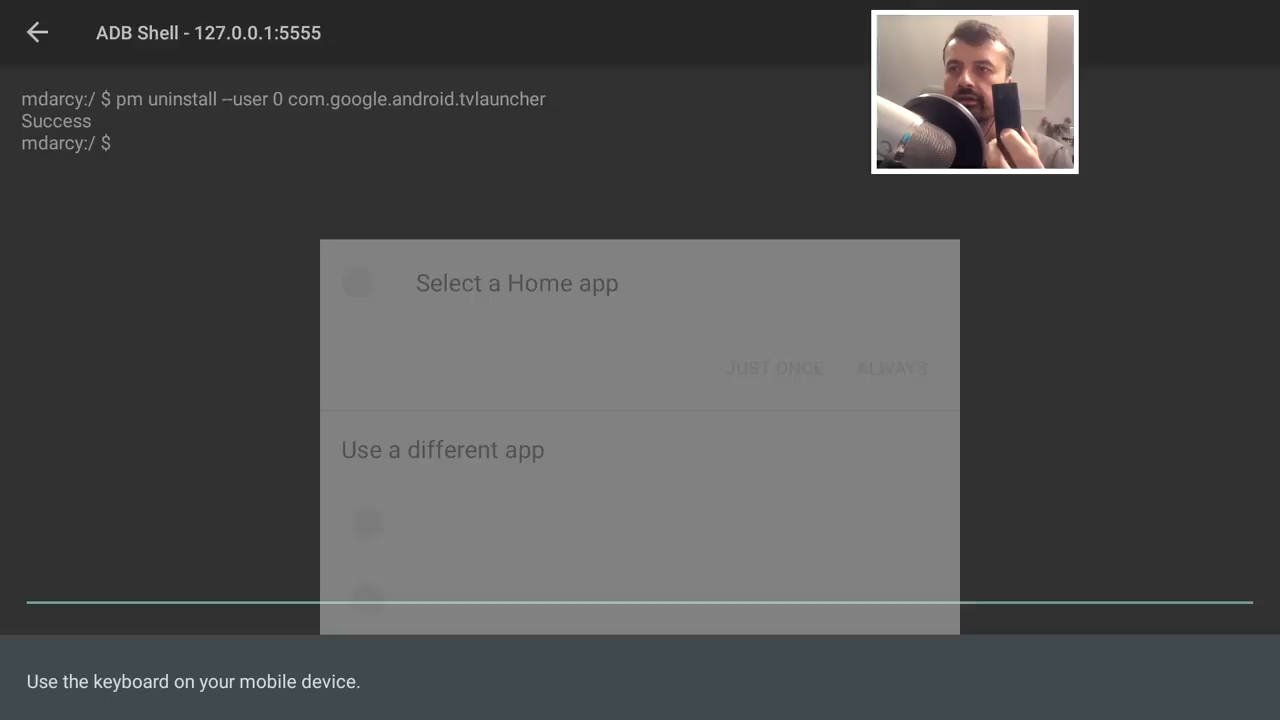 ADB Shell - 127.0.0.1:5555
mdarcy:/ $ pm uninstall --user 0 com.google.android.tvlauncher
Success
mdarcy:/ $
Select a Home app
JUST ONCE ALWAYS
Use a different app
Use the keyboard on your mobile device.